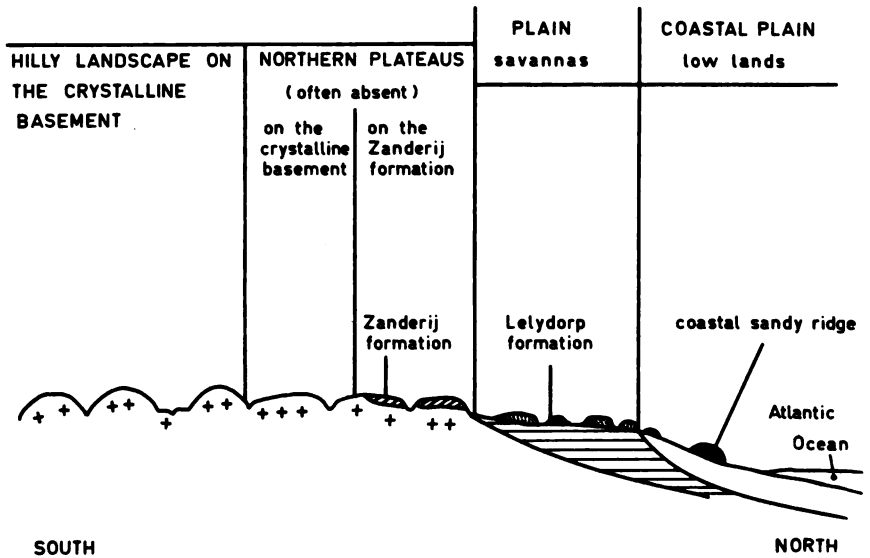 HILLY LANDSCAPE ON
THE CRYSTALLINE
BASEMENT
NORTHERN PLATEAUS
(often absent)
on the
crystalline
basement
on the
Zanderij
formation
PLAIN
savannas
COASTAL PLAIN
low lands
Zanderij
formation
Lelydorp
formation
coastal sandy ridge
Atlantic
Ocean
SOUTH
NORTH